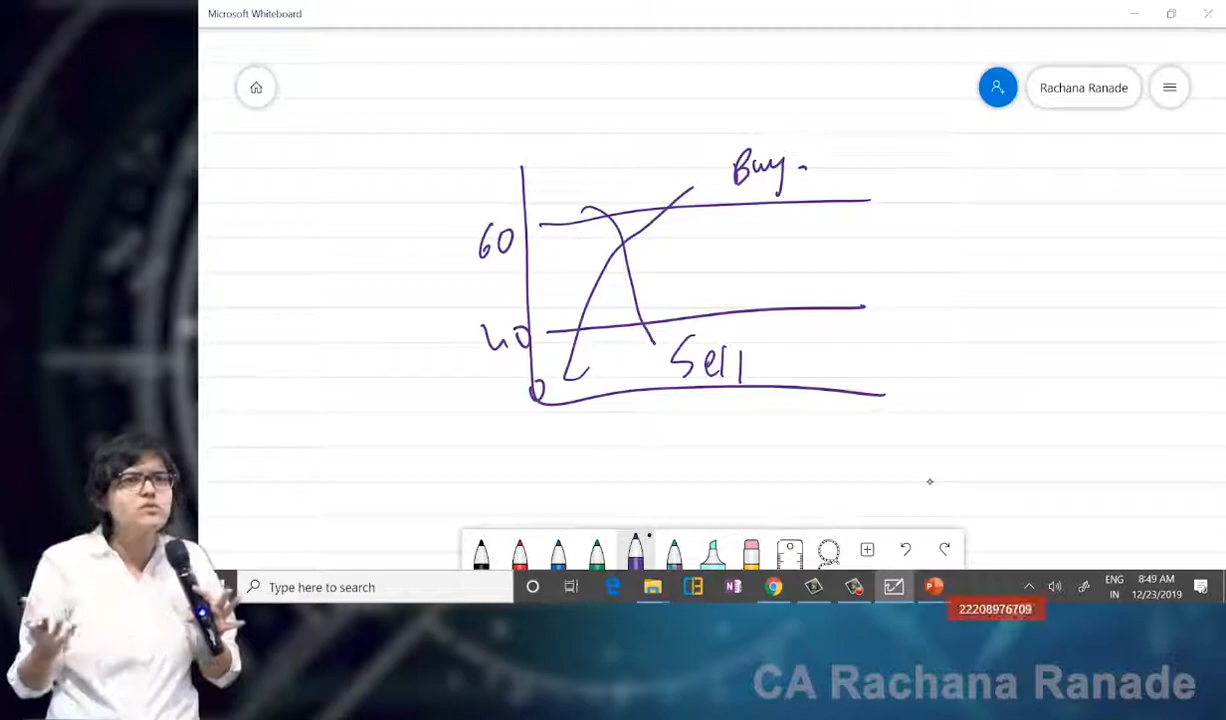 Microsoft Whiteboard
Rachana Ranade
Buy.
60
40
Sell
0
Type here to search
ENG
IN
8:49 AM
12/23/2019
22208976709
CA Rachana Ranade